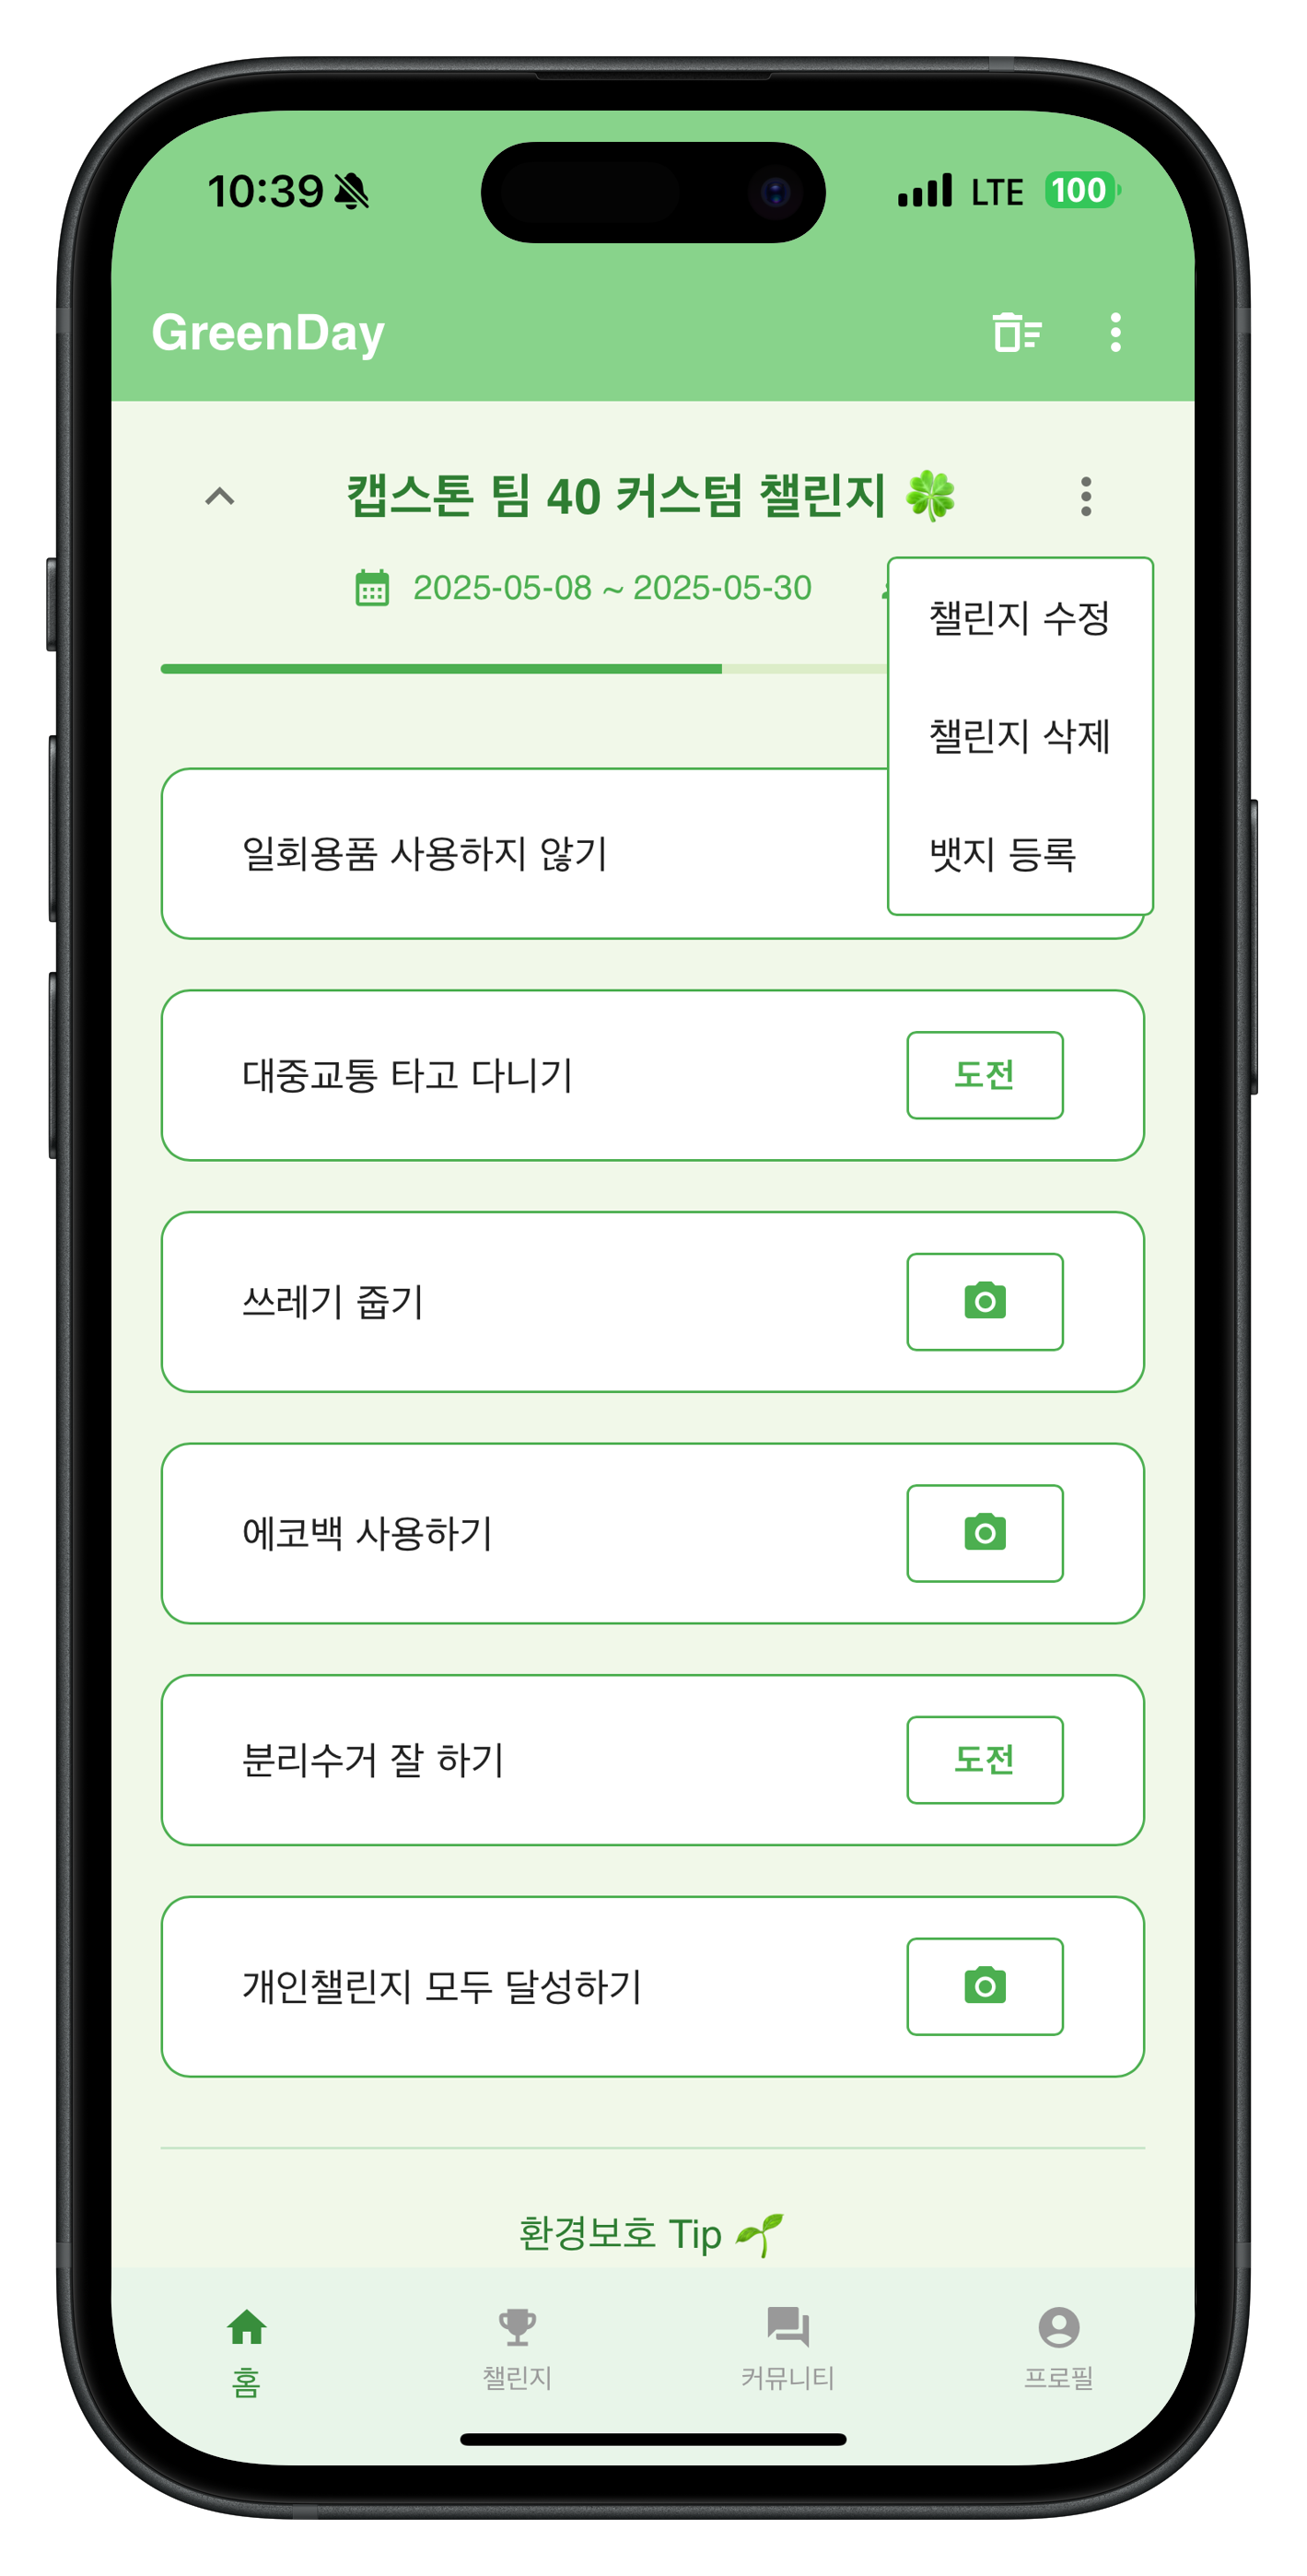 10:39 LTE 100
GreenDay
캡스톤 팀 40 커스텀 챌린지 🍀
2025-05-08 ~ 2025-05-30
챌린지 수정
챌린지 삭제
뱃지 등록
일회용품 사용하지 않기
대중교통 타고 다니기 도전
쓰레기 줍기
에코백 사용하기
분리수거 잘 하기 도전
개인챌린지 모두 달성하기
환경보호 Tip 🌱
홈 챌린지 커뮤니티 프로필